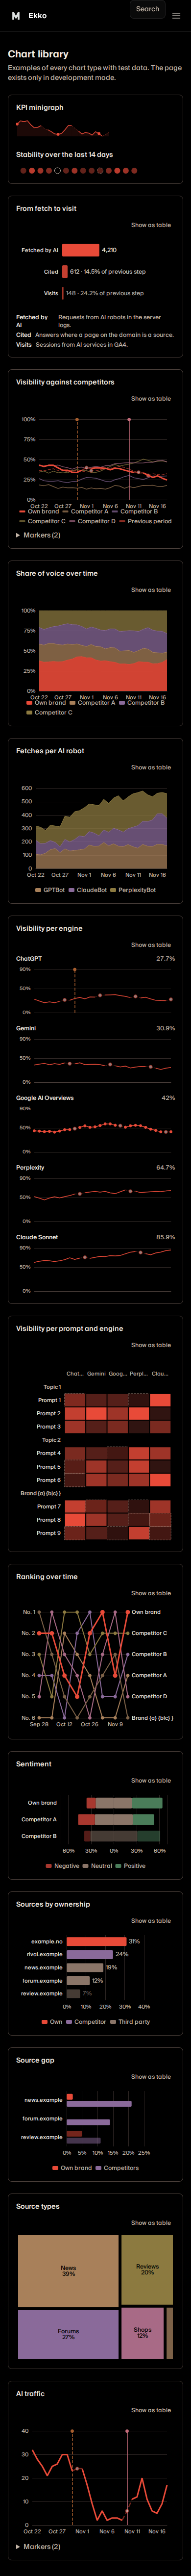 Search
M Ekko
Chart library
Examples of every chart type with test data. The page
exists only in development mode.
KPI minigraph
Stability over the last 14 days
From fetch to visit
Show as table
Fetched by AI 4,210
Cited 612 · 14.5% of previous step
Visits 148 · 24.2% of previous step
Fetched by AI Requests from AI robots in the server logs.
Cited Answers where a page on the domain is a source.
Visits Sessions from AI services in GA4.
Visibility against competitors
Show as table
100%
75%
50%
25%
0%
Oct 22 Oct 27 Nov 1 Nov 6 Nov 11 Nov 16
Own brand Competitor A Competitor B
Competitor C Competitor D Previous period
Markers (2)
Share of voice over time
Show as table
100%
75%
50%
25%
0%
Oct 22 Oct 27 Nov 1 Nov 6 Nov 11 Nov 16
Own brand Competitor A Competitor B
Competitor C
Fetches per AI robot
Show as table
600
500
400
300
200
100
0
Oct 22 Oct 27 Nov 1 Nov 6 Nov 11 Nov 16
GPTBot ClaudeBot PerplexityBot
Visibility per engine
Show as table
ChatGPT 27.7%
90%
50%
0%
Gemini 30.9%
90%
50%
0%
Google AI Overviews 42%
90%
50%
0%
Perplexity 64.7%
90%
50%
0%
Claude Sonnet 85.9%
90%
50%
0%
Visibility per prompt and engine
Show as table
Chat... Gemini Goog... Perpl... Clau...
Topic 1
Prompt 1
Prompt 2
Prompt 3
Topic 2
Prompt 4
Prompt 5
Prompt 6
Brand {a} {bic} }
Prompt 7
Prompt 8
Prompt 9
Ranking over time
Show as table
No. 1 Own brand
No. 2 Competitor C
No. 3 Competitor B
No. 4 Competitor A
No. 5 Competitor D
No. 6 Brand {a} {bic} }
Sep 28 Oct 12 Oct 26 Nov 9
Sentiment
Show as table
Own brand
Competitor A
Competitor B
60% 30% 0% 30% 60%
Negative Neutral Positive
Sources by ownership
Show as table
example.no 31%
rival.example 24%
news.example 19%
forum.example 12%
review.example 7%
0% 10% 20% 30% 40%
Own Competitor Third party
Source gap
Show as table
news.example
forum.example
review.example
0% 5% 10% 15% 20% 25%
Own brand Competitors
Source types
Show as table
News
39%
Reviews
20%
Forums
27%
Shops
12%
AI traffic
Show as table
40
30
20
10
0
Oct 22 Oct 27 Nov 1 Nov 6 Nov 11 Nov 16
Markers (2)